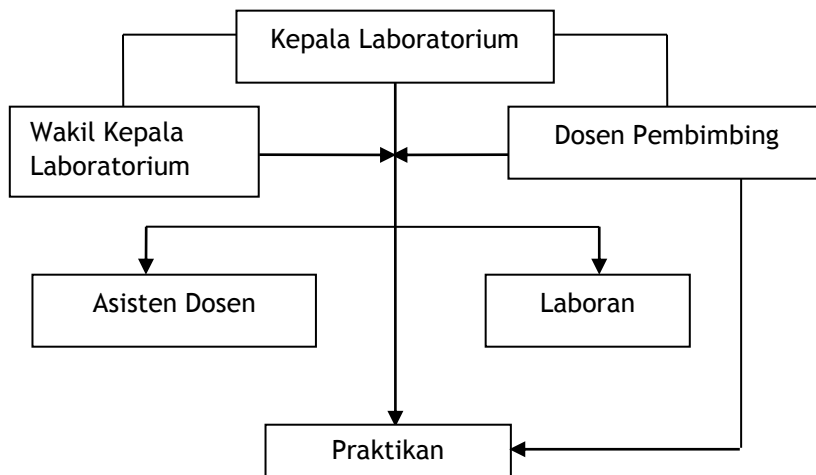 Kepala Laboratorium
Wakil Kepala
Laboratorium
Dosen Pembimbing
Asisten Dosen
Laboran
Praktikan